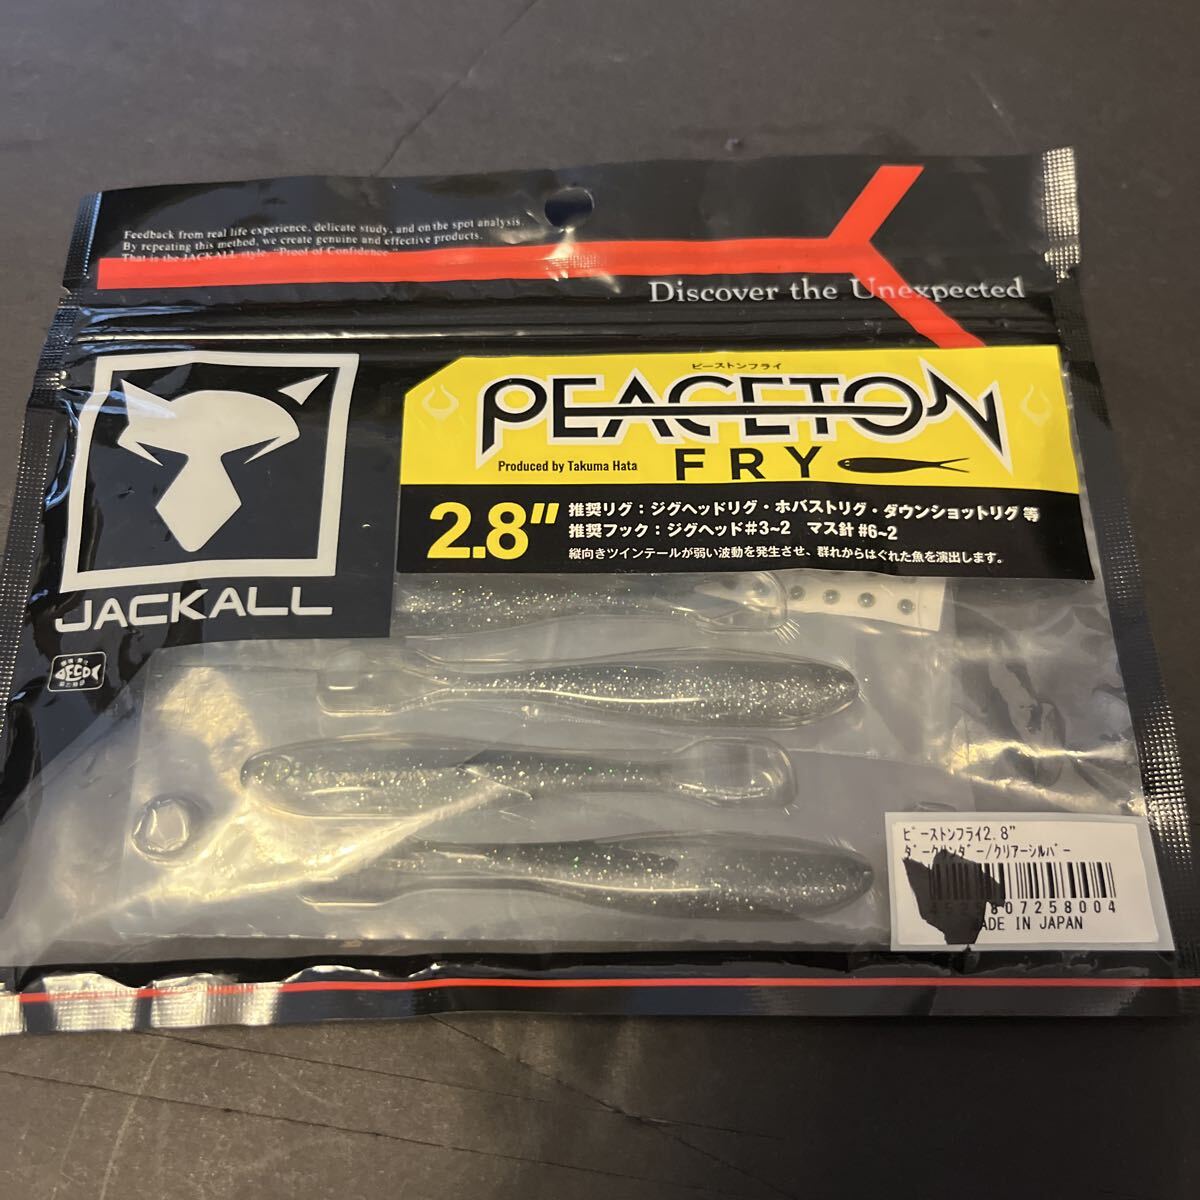 Feedback from real life experience, delicate study, and on the spot analysis.
By repeating this method, we create genuine and effective products.
That is the JACKALL style, "Proof of Confidence."
Discover the Unexpected
ピーストンフライ
PEACETON
Produced by Takuma Hata
FRY
2.8"
推奨リグ：ジグヘッドリグ・ホバストリグ・ダウンショットリグ 等
推奨フック：ジグヘッド#3~2 マス針 #6~2
縦向きツインテールが弱い波動を発生させ、群れからはぐれた魚を演出します。
JACKALL
ECO
ﾋﾟｰｽﾄﾝﾌﾗｲ2.8"
ﾀﾞｰｸｻﾝﾀﾞｰ/ｸﾘｱｰｼﾙﾊﾞｰ
807258004
MADE IN JAPAN